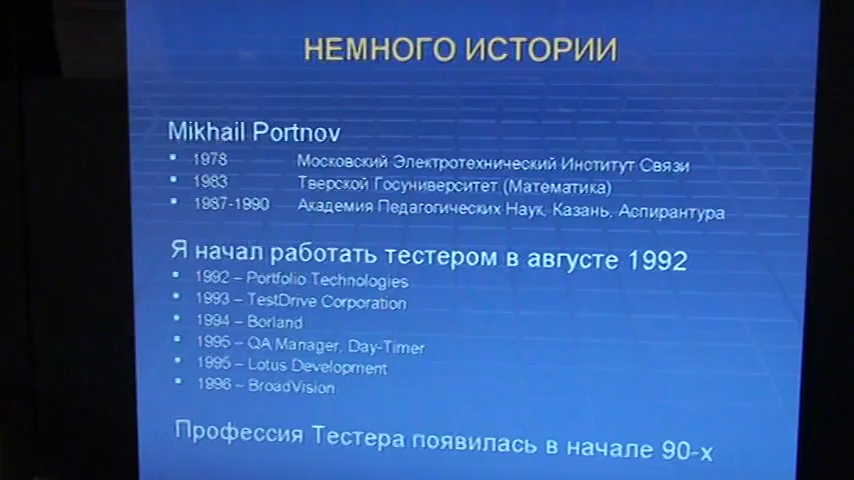 НЕМНОГО ИСТОРИИ
Mikhail Portnov
▪ 1978 Московский Электротехнический Институт Связи
▪ 1983 Тверской Госуниверситет (Математика)
▪ 1987-1990 Академия Педагогических Наук, Казань, Аспирантура
Я начал работать тестером в августе 1992
▪ 1992 – Portfolio Technologies
▪ 1993 – TestDrive Corporation
▪ 1994 – Borland
▪ 1995 – QA Manager, Day-Timer
▪ 1995 – Lotus Development
▪ 1996 – BroadVision
Профессия Тестера появилась в начале 90-х